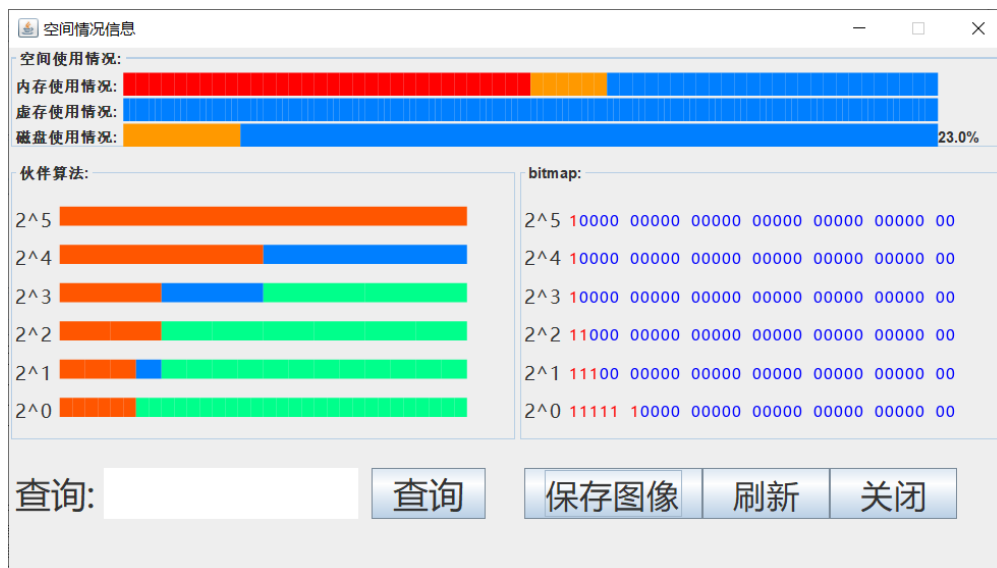 空间情况信息
空间使用情况:
内存使用情况:
虚存使用情况:
磁盘使用情况: 23.0%
伙伴算法:
2^5
2^4
2^3
2^2
2^1
2^0
bitmap:
2^5 10000 00000 00000 00000 00000 00000 00
2^4 10000 00000 00000 00000 00000 00000 00
2^3 10000 00000 00000 00000 00000 00000 00
2^2 11000 00000 00000 00000 00000 00000 00
2^1 11100 00000 00000 00000 00000 00000 00
2^0 11111 10000 00000 00000 00000 00000 00
查询: 查询 保存图像 刷新 关闭